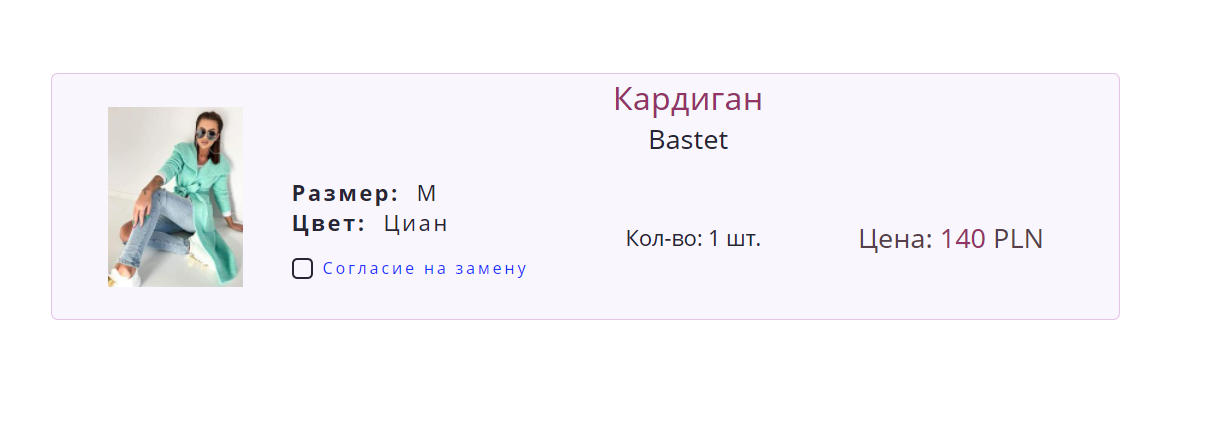 Кардиган
Bastet
Размер: M
Цвет: Циан
Согласие на замену
Кол-во: 1 шт.
Цена: 140 PLN